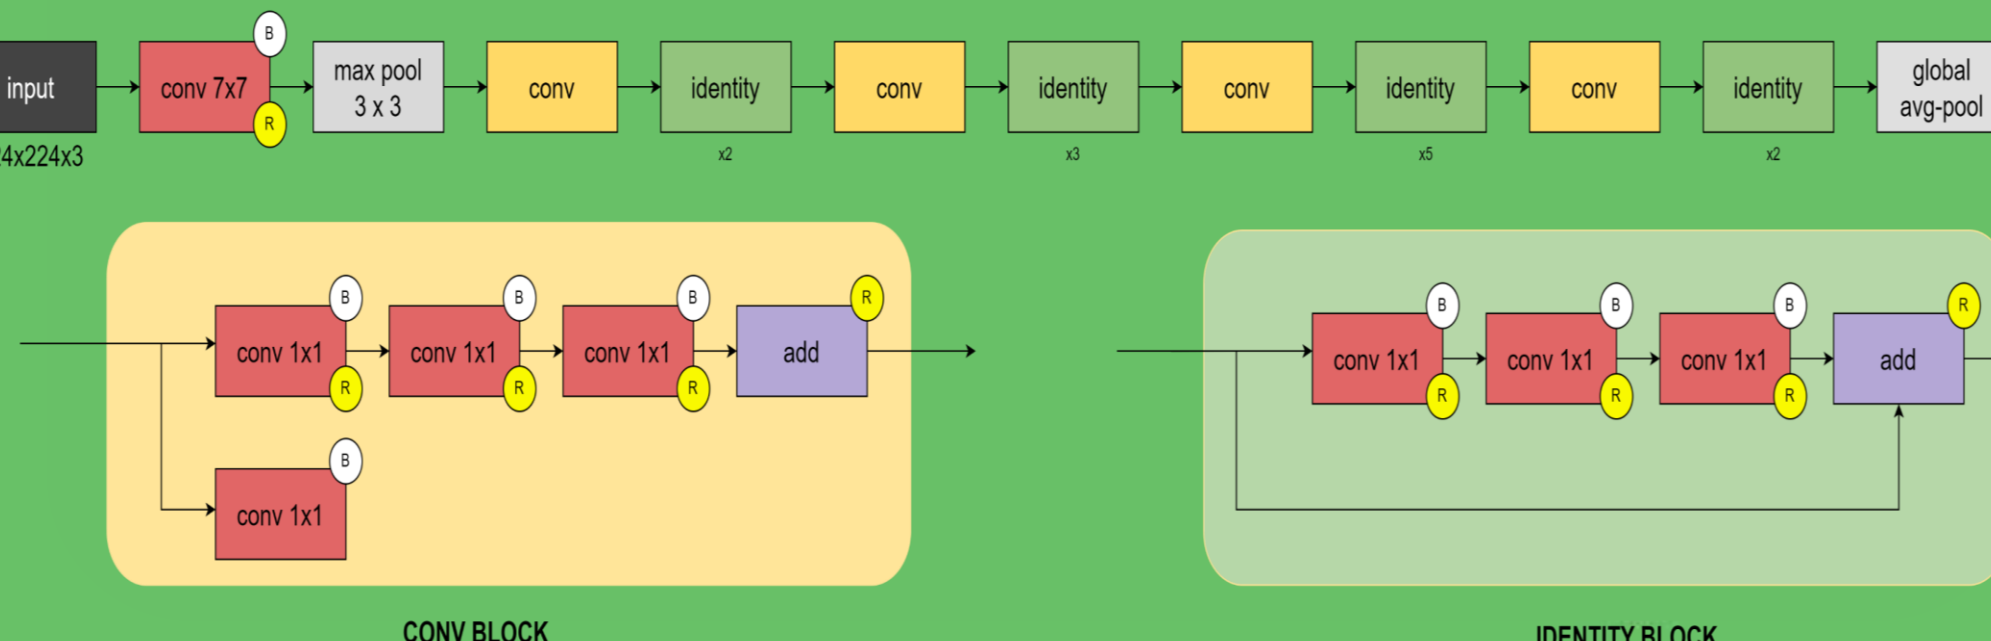 B
input
conv 7x7
max pool
3 x 3
conv
identity
conv
identity
conv
identity
conv
identity
global
avg-pool
R
4x224x3
x2
x3
x5
x2
B
B
B
R
conv 1x1
conv 1x1
conv 1x1
add
R
R
R
B
conv 1x1
CONV BLOCK
B
B
B
R
conv 1x1
conv 1x1
conv 1x1
add
R
R
R
IDENTITY BLOCK